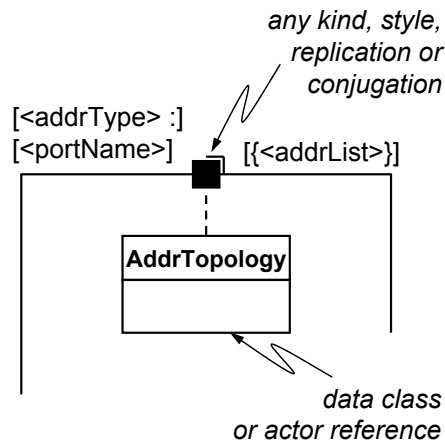 any kind, style,
replication or
conjugation
[<addrType> :]
[<portName>]
[{<addrList>}]
AddrTopology
data class
or actor reference